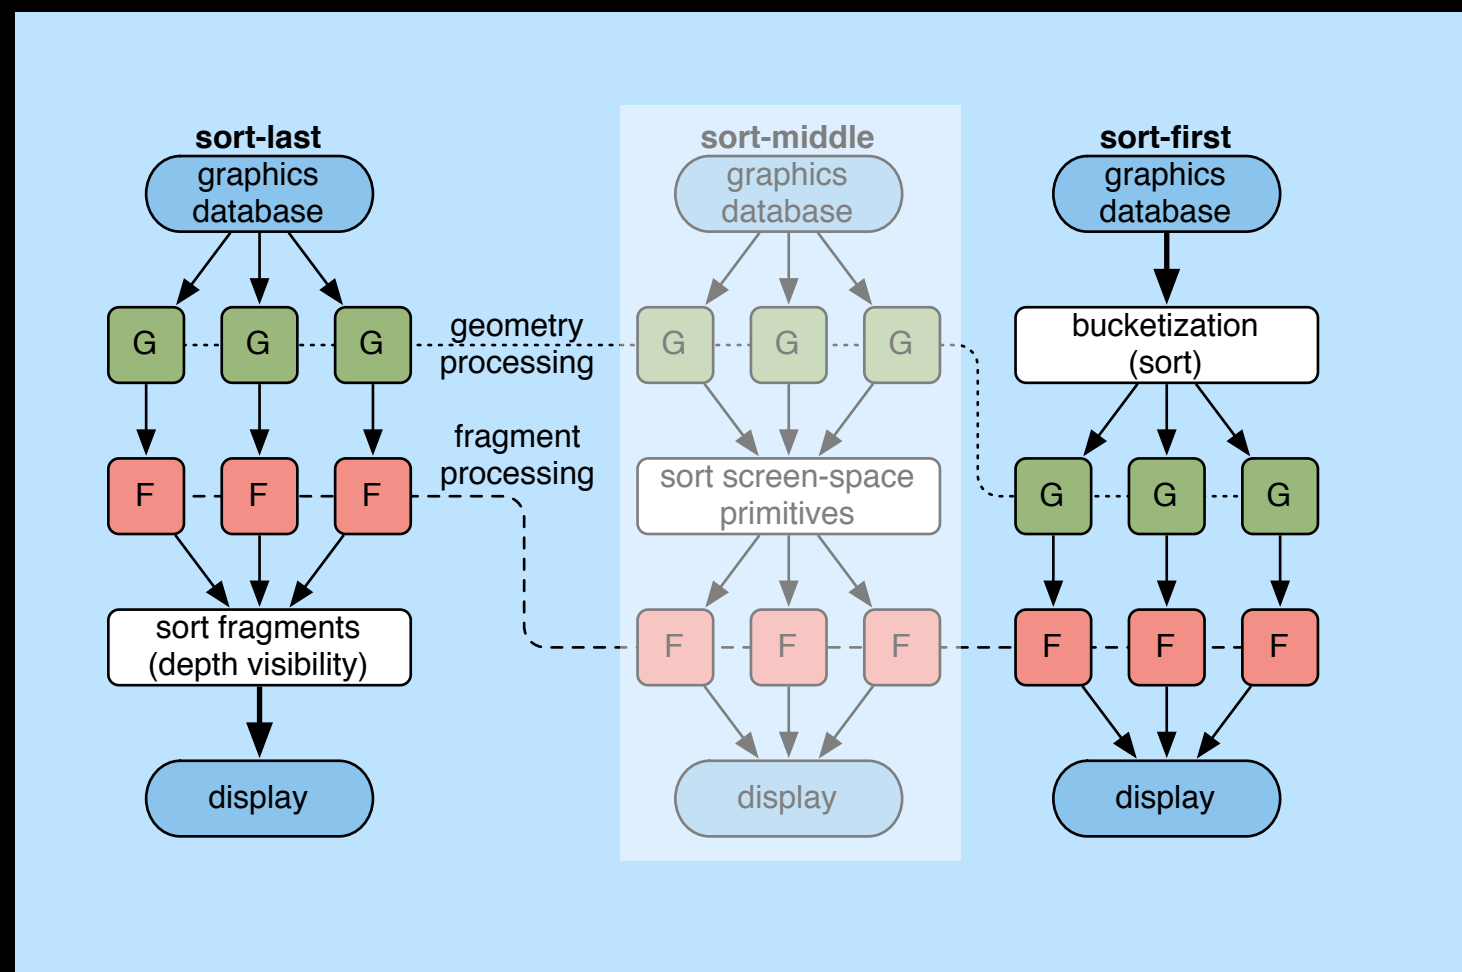 sort-last
graphics
database
G G G
F F F
sort fragments
(depth visibility)
display
geometry
processing
fragment
processing
sort-middle
graphics
database
G G G
sort screen-space
primitives
F F F
display
sort-first
graphics
database
bucketization
(sort)
G G G
F F F
display